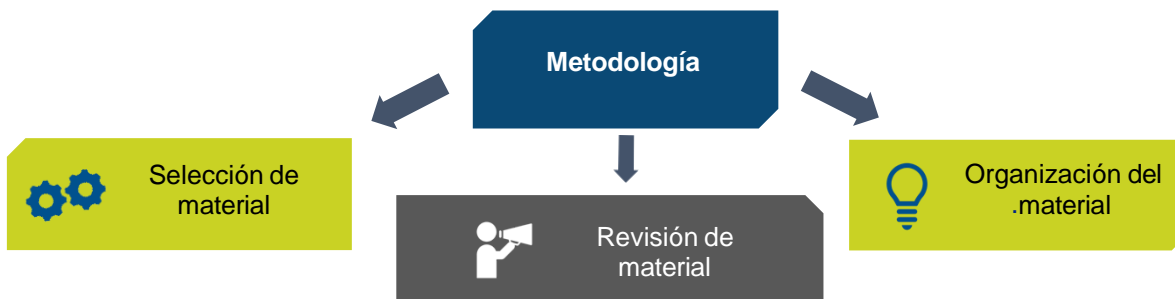 Metodología
Selección de
material
Revisión de
material
Organización del
.material